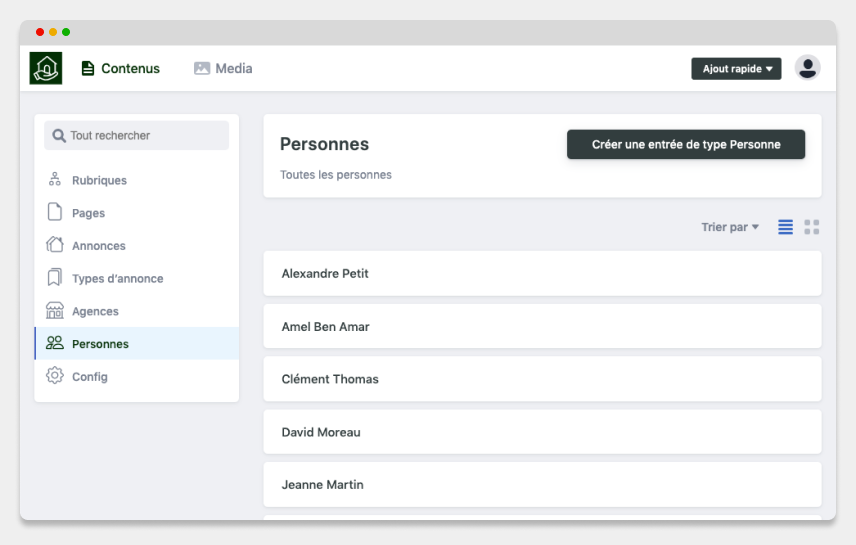 Contenus
Media
Ajout rapide
Tout rechercher
Rubriques
Pages
Annonces
Types d’annonce
Agences
Personnes
Config
Personnes
Créer une entrée de type Personne
Toutes les personnes
Trier par
Alexandre Petit
Amel Ben Amar
Clément Thomas
David Moreau
Jeanne Martin